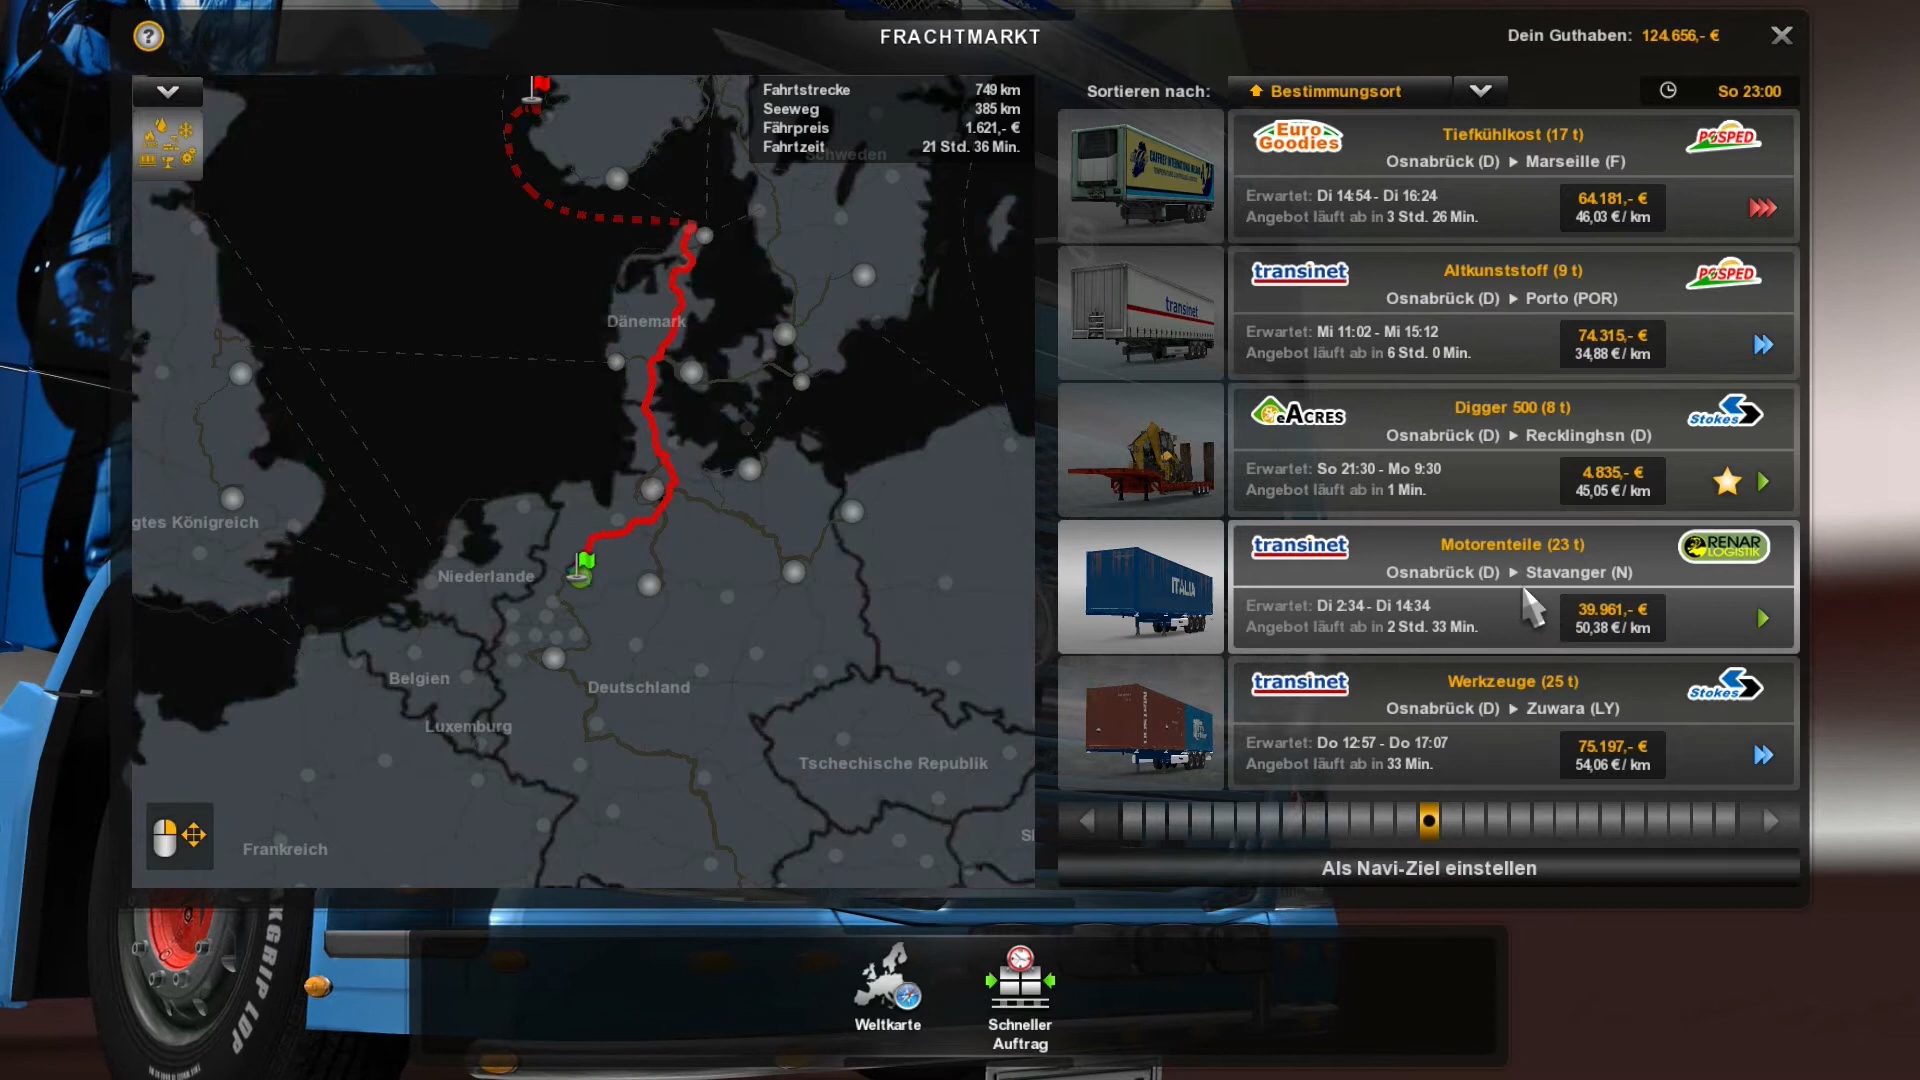 FRACHTMARKT
Dein Guthaben: 124.656,- €
Fahrtstrecke 749 km
Seeweg 385 km
Fährpreis 1.621,- €
Fahrtzeit 21 Std. 36 Min.
Schweden
Dänemark
gtes Königreich
Niederlande
Belgien
Deutschland
Luxemburg
Tschechische Republik
Frankreich
Sortieren nach: Bestimmungsort
So 23:00
Euro Goodies
Tiefkühlkost (17 t)
POSPED
Osnabrück (D) Marseille (F)
Erwartet: Di 14:54 - Di 16:24
Angebot läuft ab in 3 Std. 26 Min.
64.181,- €
46,03 € / km
transinet
transinet
Altkunststoff (9 t)
POSPED
Osnabrück (D) Porto (POR)
Erwartet: Mi 11:02 - Mi 15:12
Angebot läuft ab in 6 Std. 0 Min.
74.315,- €
34,88 € / km
eAcres
Digger 500 (8 t)
Stokes
Osnabrück (D) Recklinghsn (D)
Erwartet: So 21:30 - Mo 9:30
Angebot läuft ab in 1 Min.
4.835,- €
45,05 € / km
ITALIA
transinet
Motorenteile (23 t)
RENAR LOGISTIK
Osnabrück (D) Stavanger (N)
Erwartet: Di 2:34 - Di 14:34
Angebot läuft ab in 2 Std. 33 Min.
39.961,- €
50,38 € / km
transinet
Werkzeuge (25 t)
Stokes
Osnabrück (D) Zuwara (LY)
Erwartet: Do 12:57 - Do 17:07
Angebot läuft ab in 33 Min.
75.197,- €
54,06 € / km
Als Navi-Ziel einstellen
Weltkarte
Schneller
Auftrag
KGRIP LDP